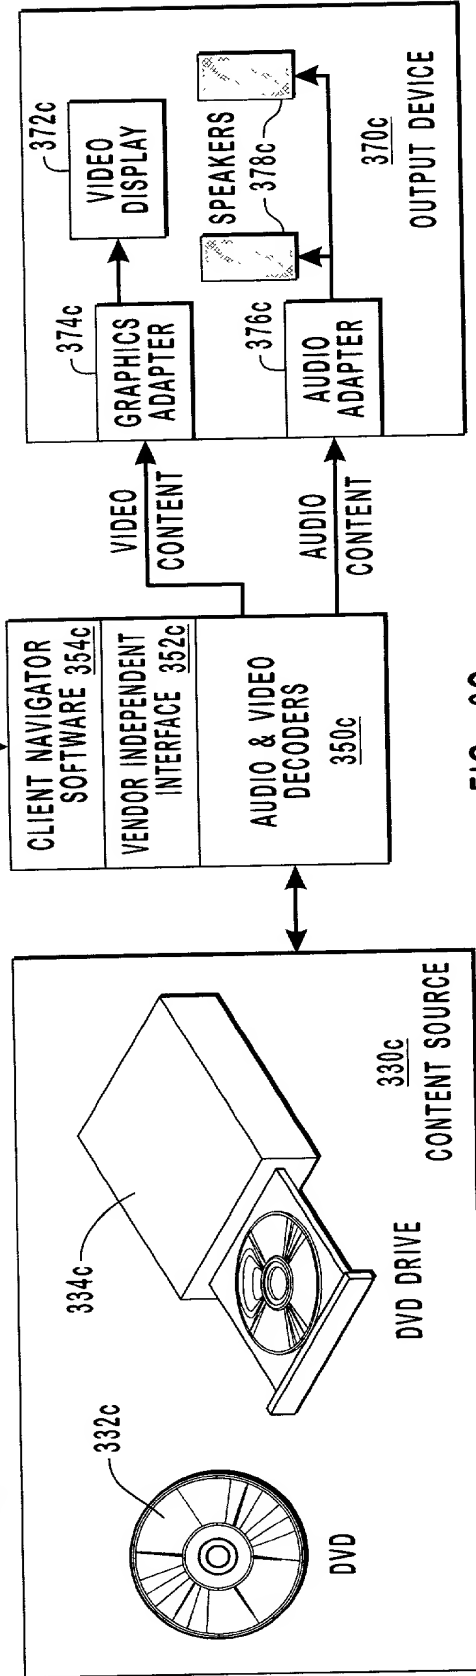 332c
DVD
334c
DVD DRIVE
330c
CONTENT SOURCE
CLIENT NAVIGATOR
SOFTWARE 354c
VENDOR INDEPENDENT
INTERFACE 352c
AUDIO & VIDEO
DECODERS
350c
VIDEO
CONTENT
AUDIO
CONTENT
374c
GRAPHICS
ADAPTER
372c
VIDEO
DISPLAY
376c
AUDIO
ADAPTER
SPEAKERS
378c
370c
OUTPUT DEVICE